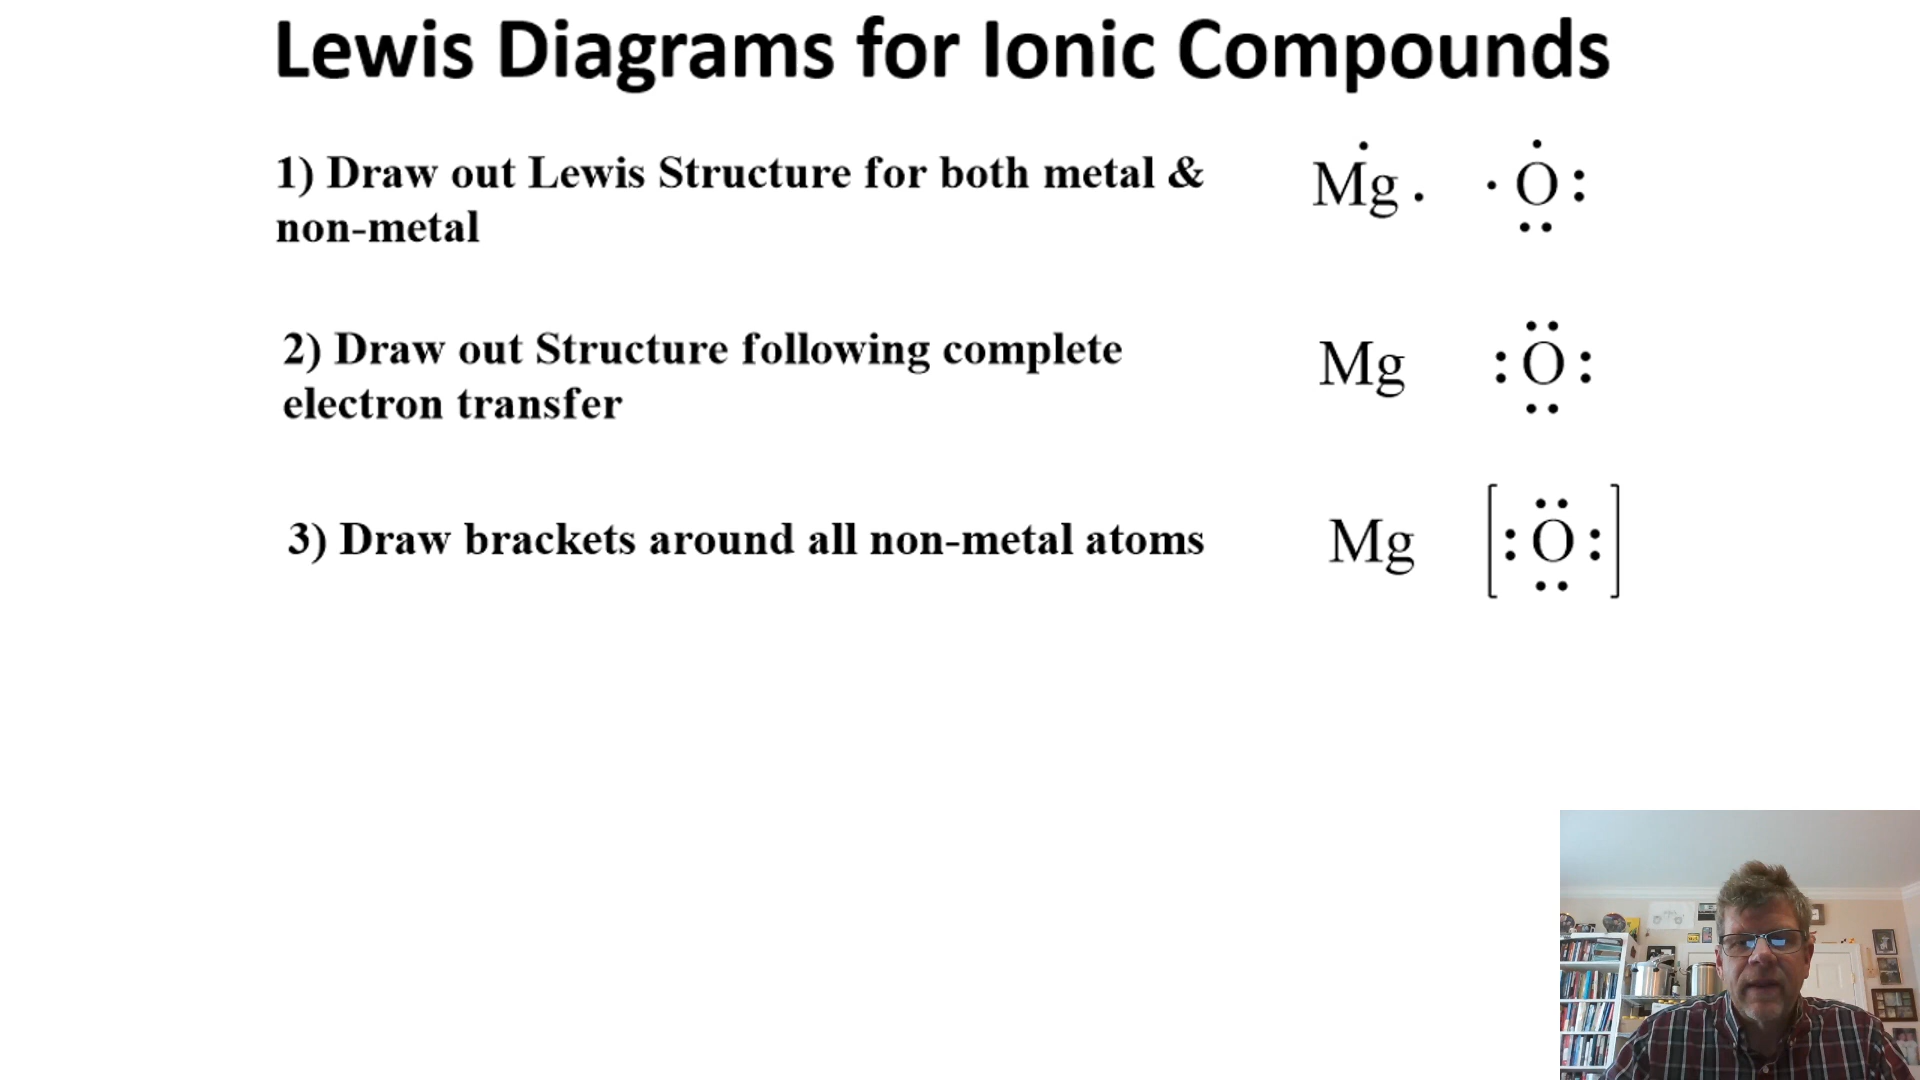 Lewis Diagrams for Ionic Compounds
1) Draw out Lewis Structure for both metal &
non-metal
Mg O
2) Draw out Structure following complete
electron transfer
Mg O
3) Draw brackets around all non-metal atoms
Mg [O]